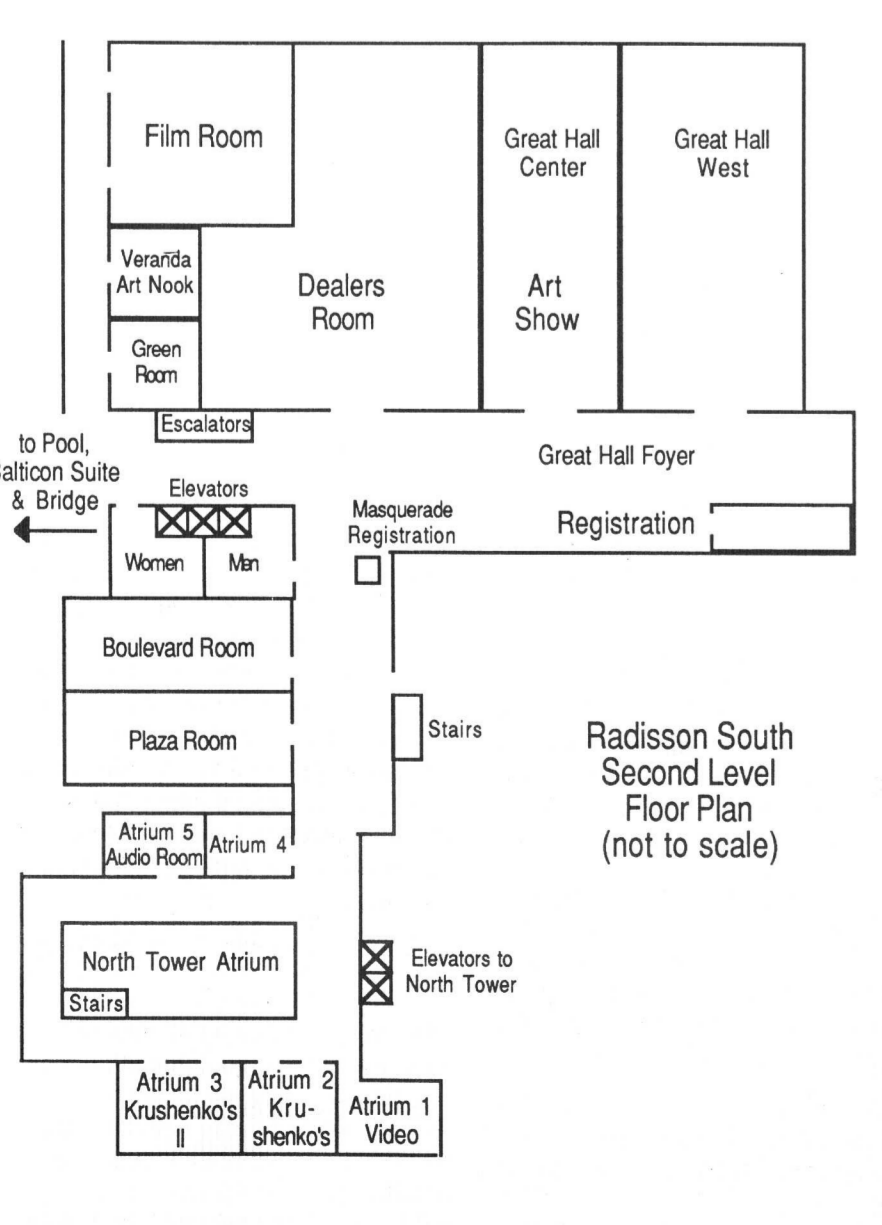 Film Room
Great Hall
Center
Great Hall
West
Veranda
Art Nook
Dealers
Room
Art
Show
Green
Room
Escalators
to Pool,
alticon Suite
& Bridge
Great Hall Foyer
Elevators
Masquerade
Registration
Registration
Women
Men
Boulevard Room
Plaza Room
Stairs
Radisson South
Second Level
Floor Plan
(not to scale)
Atrium 5
Audio Room
Atrium 4
North Tower Atrium
Stairs
Elevators to
North Tower
Atrium 3
Krushenko's
II
Atrium 2
Kru-
shenko's
Atrium 1
Video